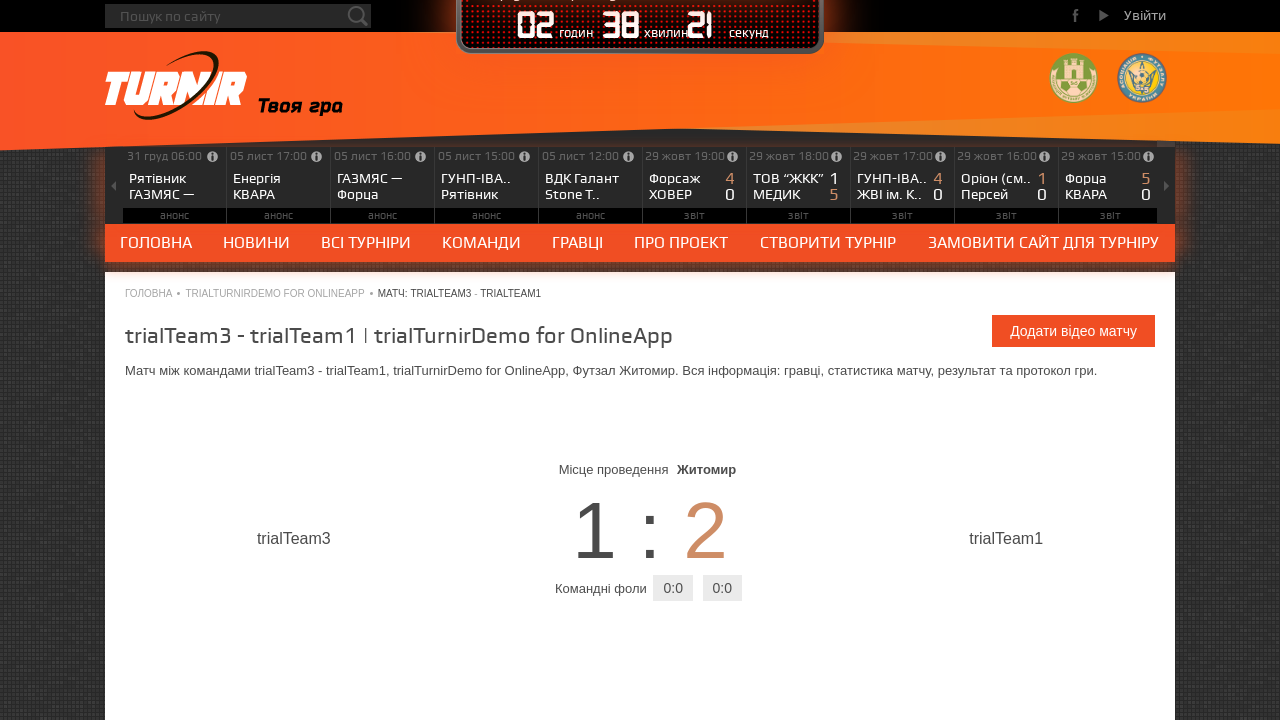 Пошук по сайту
02 годин 38 хвилин 21 секунд
Увійти
TURNIR Твоя гра
31 груд 06:00 05 лист 17:00 05 лист 16:00 05 лист 15:00 05 лист 12:00 29 жовт 19:00 29 жовт 18:00 29 жовт 17:00 29 жовт 16:00 29 жовт 15:00
Рятівник Енергія ГАЗМЯС — ГУНП-ІВА.. ВДК Галант Форсаж 4 ТОВ “ЖКК” 1 ГУНП-ІВА.. 4 Оріон (см.. 1 Форца 5
ГАЗМЯС — КВАРА Форца Рятівник Stone T.. ХОВЕР 0 МЕДИК 5 ЖВІ ім. К.. 0 Персей 0 КВАРА 0
анонс анонс анонс анонс анонс звіт звіт звіт звіт звіт
ГОЛОВНА НОВИНИ ВСІ ТУРНІРИ КОМАНДИ ГРАВЦІ ПРО ПРОЕКТ СТВОРИТИ ТУРНІР ЗАМОВИТИ САЙТ ДЛЯ ТУРНІРУ
ГОЛОВНА • TRIALTURNIRDEMO FOR ONLINEAPP • МАТЧ: TRIALTEAM3 - TRIALTEAM1
trialTeam3 - trialTeam1 | trialTurnirDemo for OnlineApp
Додати відео матчу
Матч між командами trialTeam3 - trialTeam1, trialTurnirDemo for OnlineApp, Футзал Житомир. Вся інформація: гравці, статистика матчу, результат та протокол гри.
Місце проведення Житомир
trialTeam3 1 : 2 trialTeam1
Командні фоли 0:0 0:0